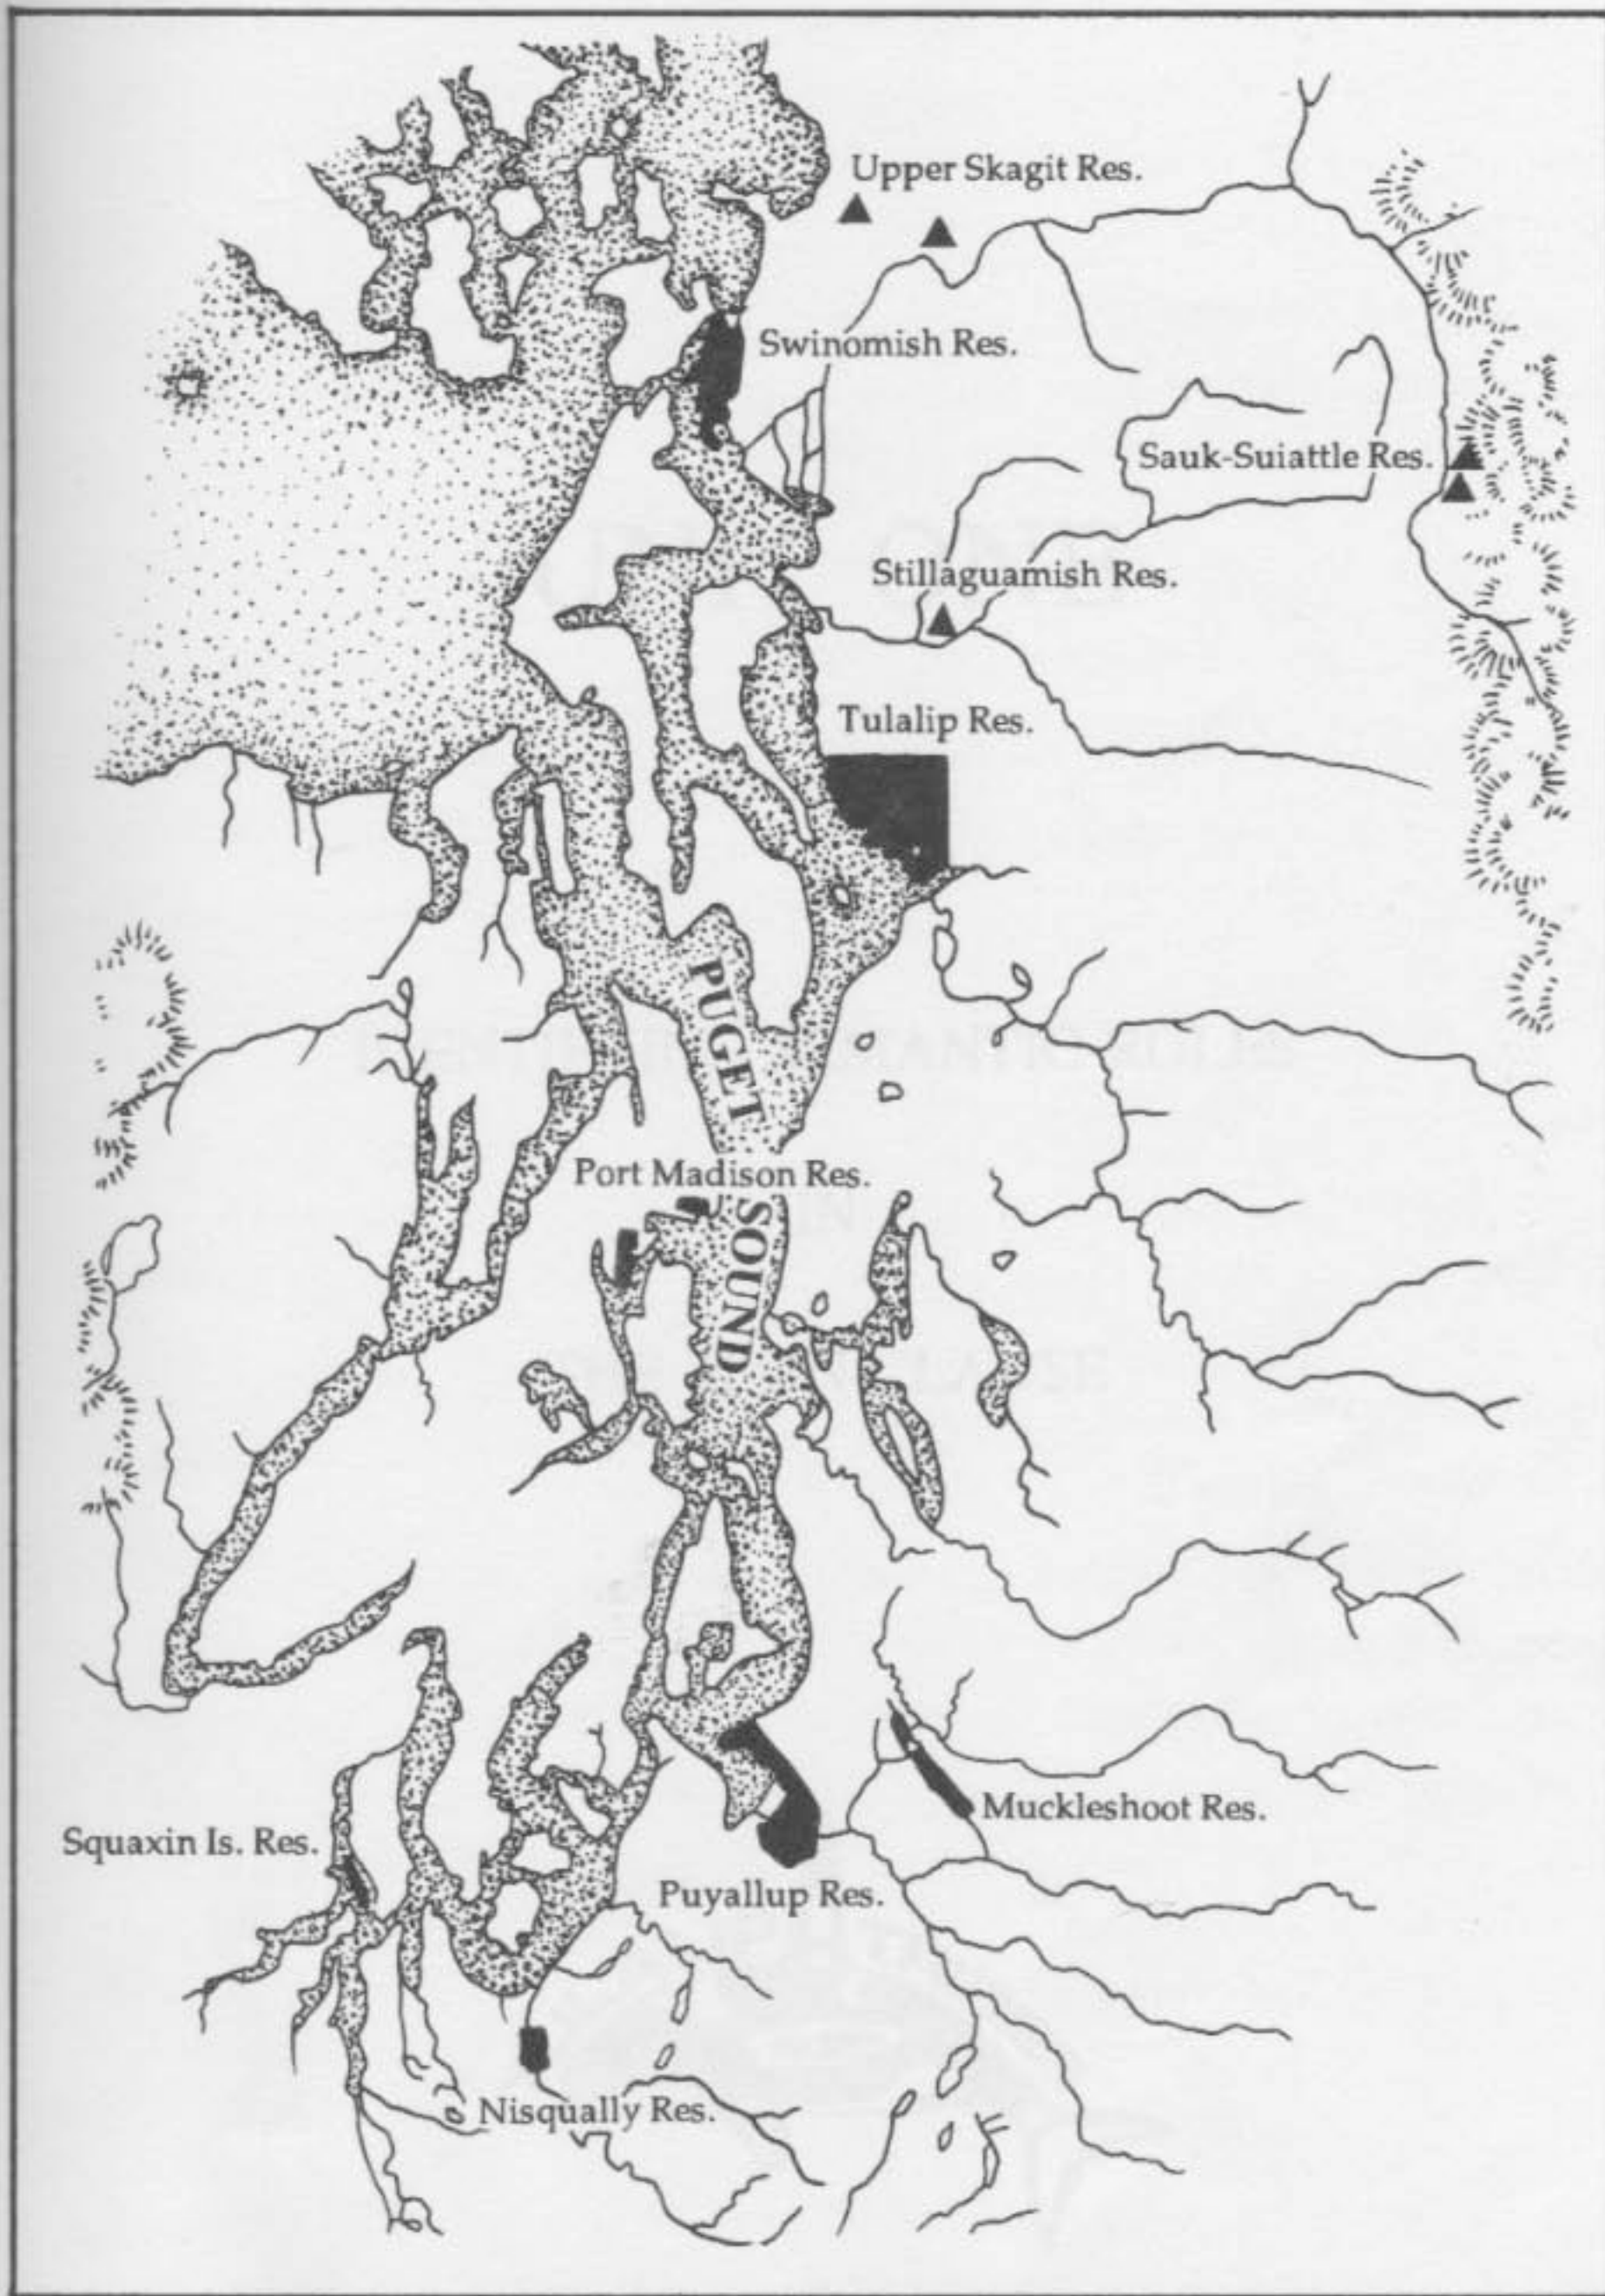 Upper Skagit Res.
Swinomish Res.
Sauk-Suiattle Res.
Stillaguamish Res.
Tulalip Res.
PUGET
SOUND
Port Madison Res.
Muckleshoot Res.
Squaxin Is. Res.
Puyallup Res.
Nisqually Res.